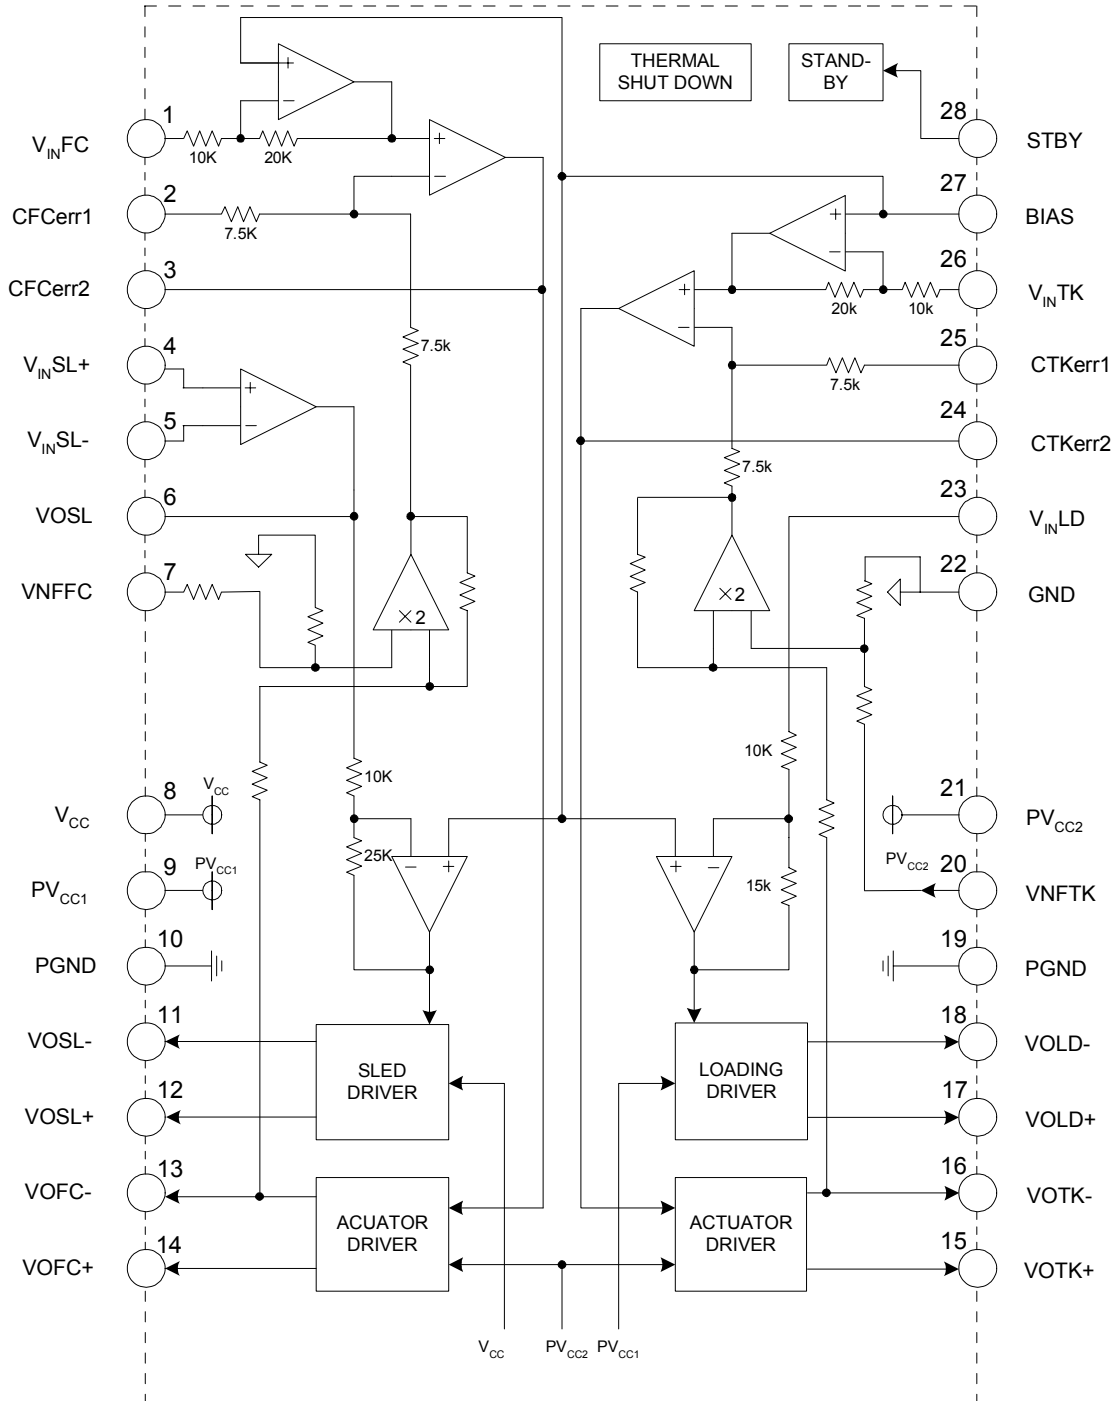 THERMAL
SHUT DOWN
STAND-
BY
1
VINFC
10K
20K
2
CFCerr1
7.5K
3
CFCerr2
7.5k
4
VINSL+
5
VINSL-
6
VOSL
7
VNFFC
×2
8
VCC
VCC
9
PVCC1
PVCC1
10
PGND
10K
25K
11
VOSL-
12
VOSL+
SLED
DRIVER
13
VOFC-
14
VOFC+
ACUATOR
DRIVER
VCC
PVCC2
PVCC1
28
STBY
27
BIAS
26
VINTK
20k
10k
25
CTKerr1
7.5k
24
CTKerr2
7.5k
23
VINLD
22
GND
×2
10K
15k
21
PVCC2
PVCC2
20
VNFTK
19
PGND
18
VOLD-
17
VOLD+
LOADING
DRIVER
16
VOTK-
15
VOTK+
ACTUATOR
DRIVER
+
−
+
−
+
−
+
−
+
−
−
+
+
−